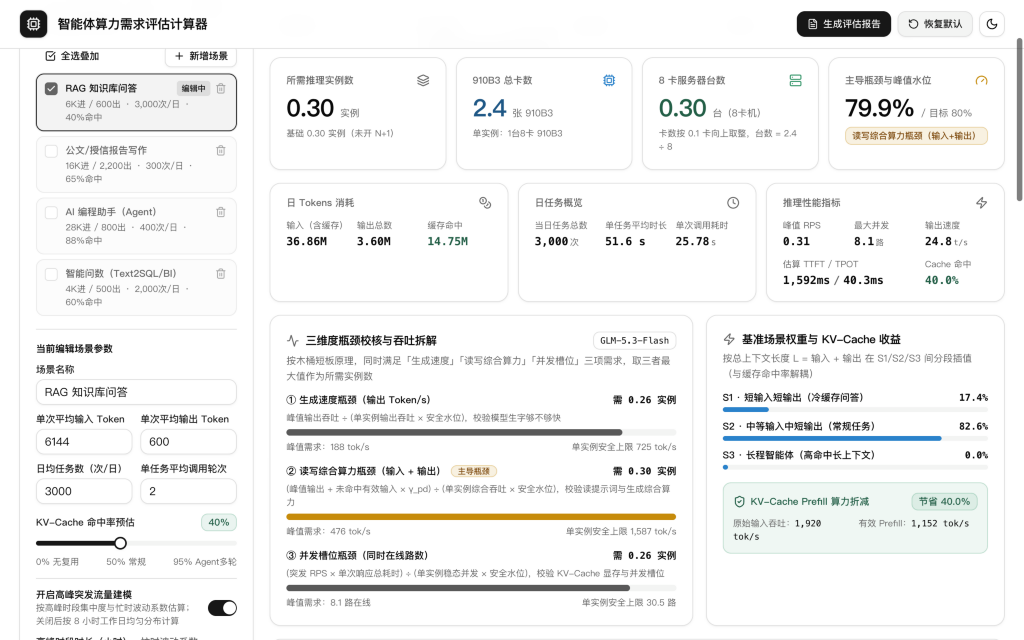 智能体算力需求评估计算器
生成评估报告
恢复默认
全选叠加
+ 新增场景
RAG 知识库问答
编辑中
6K进 / 600出 · 3,000次/日 ·
40%命中
公文/授信报告写作
16K进 / 2,200出 · 300次/日 ·
65%命中
AI 编程助手（Agent）
28K进 / 800出 · 400次/日 ·
88%命中
智能问数（Text2SQL/BI）
4K进 / 500出 · 2,000次/日 ·
60%命中
当前编辑场景参数
场景名称
RAG 知识库问答
单次平均输入 Token
单次平均输出 Token
6144
600
日均任务数（次/日）
单任务平均调用轮次
3000
2
KV-Cache 命中率预估
40%
0% 无复用
50% 常规
95% Agent多轮
开启高峰突发流量建模
按高峰时段集中度与忙时波动系数估算；
关闭后按 8 小时工作日均匀分布计算
所需推理实例数
0.30 实例
基础 0.30 实例（未开 N+1）
910B3 总卡数
2.4 张 910B3
单实例：1台8卡 910B3
8 卡服务器台数
0.30 台（8卡机）
卡数按 0.1 卡向上取整，台数 = 2.4
÷ 8
主导瓶颈与峰值水位
79.9% / 目标 80%
读写综合算力瓶颈（输入+输出）
日 Tokens 消耗
输入（含缓存）
输出总数
缓存命中
36.86M
3.60M
14.75M
日任务概览
当日任务总数
单任务平均时长
单次调用耗时
3,000次
51.6 s
25.78s
推理性能指标
峰值 RPS
最大并发
输出速度
0.31
8.1路
24.8t/s
估算 TTFT / TPOT
Cache 命中
1,592ms / 40.3ms
40.0%
三维度瓶颈校核与吞吐拆解
GLM-5.3-Flash
按木桶短板原理，同时满足「生成速度」「读写综合算力」「并发槽位」三项需求，取三者最
大值作为所需实例数
① 生成速度瓶颈（输出 Token/s）
需 0.26 实例
峰值输出吞吐 ÷（单实例输出吞吐 × 安全水位），校核模型生字够不够快
峰值需求：188 tok/s
单实例安全上限 725 tok/s
② 读写综合算力瓶颈（输入 + 输出）
主导瓶颈
需 0.30 实例
(峰值输出 + 未命中有效输入 × γ_pd) ÷（单实例综合吞吐 × 安全水位），校验读提示词与生成综合算
力
峰值需求：476 tok/s
单实例安全上限 1,587 tok/s
③ 并发槽位瓶颈（同时在线路数）
需 0.26 实例
(突发 RPS × 单次响应总耗时) ÷（单实例稳态并发 × 安全水位），校验 KV-Cache 显存与并发槽位
峰值需求：8.1 路在线
单实例安全上限 30.5 路
基准场景权重与 KV-Cache 收益
按总上下文长度 L = 输入 + 输出 在 S1/S2/S3 间分段插值
（与缓存命中率解耦）
S1 · 短输入短输出（冷缓存问答）
17.4%
S2 · 中等输入中短输出（常规任务）
82.6%
S3 · 长程智能体（高命中长上下文）
0.0%
KV-Cache Prefill 算力折减
节省 40.0%
原始输入吞吐：1,920
tok/s
有效 Prefill：1,152 tok/s